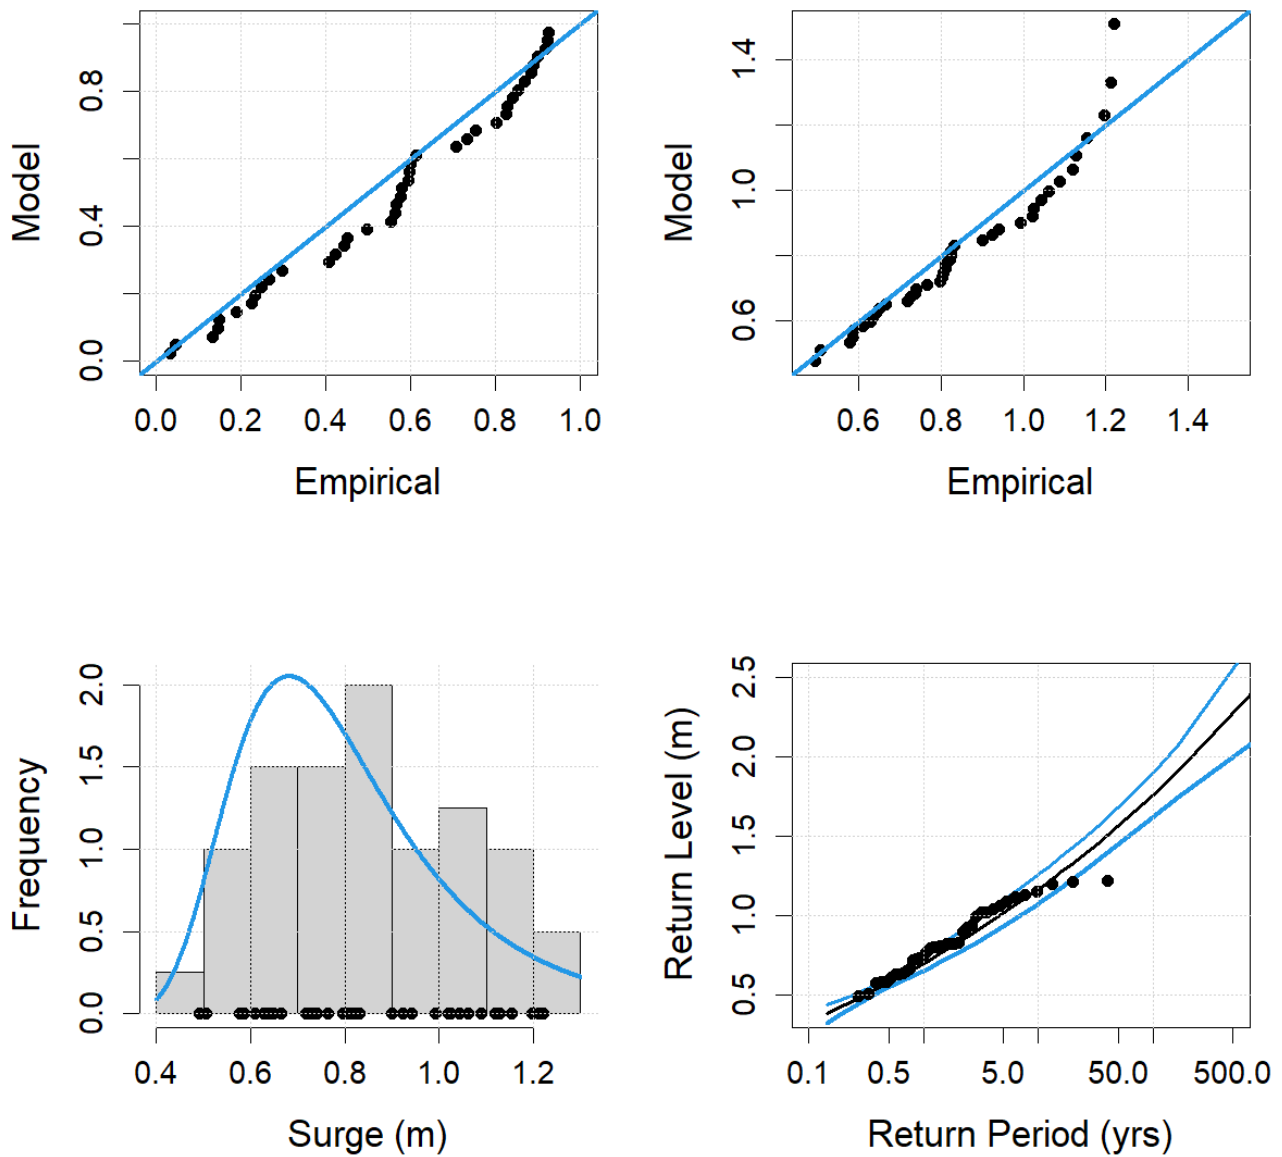 Model
0.0 0.4 0.8
0.0 0.2 0.4 0.6 0.8 1.0
Empirical
Model
0.6 1.0 1.4
0.6 0.8 1.0 1.2 1.4
Empirical
Frequency
0.0 0.5 1.0 1.5 2.0
0.4 0.6 0.8 1.0 1.2
Surge (m)
Return Level (m)
0.5 1.0 1.5 2.0 2.5
0.1 0.5 5.0 50.0 500.0
Return Period (yrs)